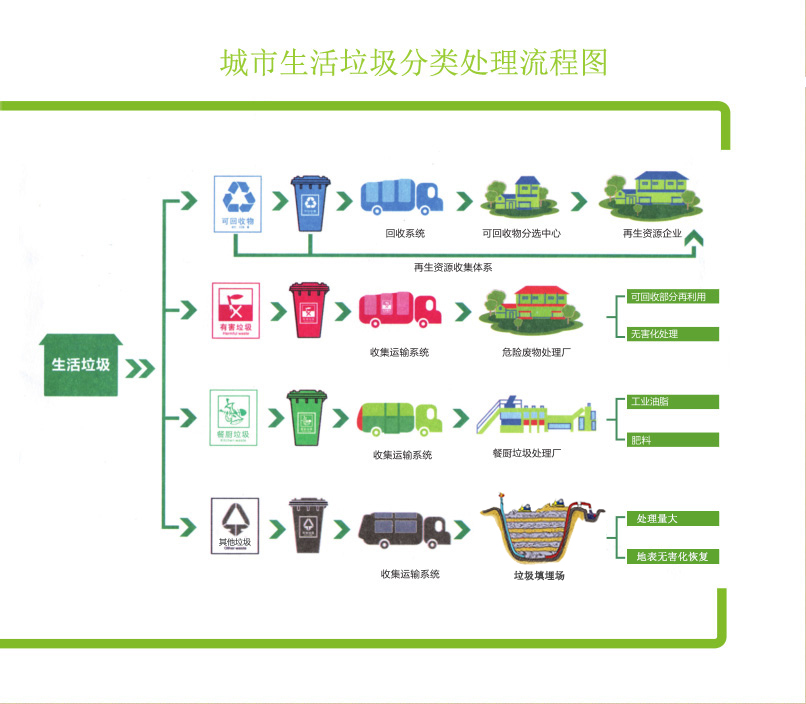 城市生活垃圾分类处理流程图
生活垃圾
可回收物
回收系统
可回收物分选中心
再生资源企业
再生资源收集体系
有害垃圾
Harmful waste
收集运输系统
危险废物处理厂
可回收部分再利用
无害化处理
餐厨垃圾
Kitchen waste
收集运输系统
餐厨垃圾处理厂
工业油脂
肥料
其他垃圾
Other waste
收集运输系统
垃圾填埋场
处理量大
地表无害化恢复